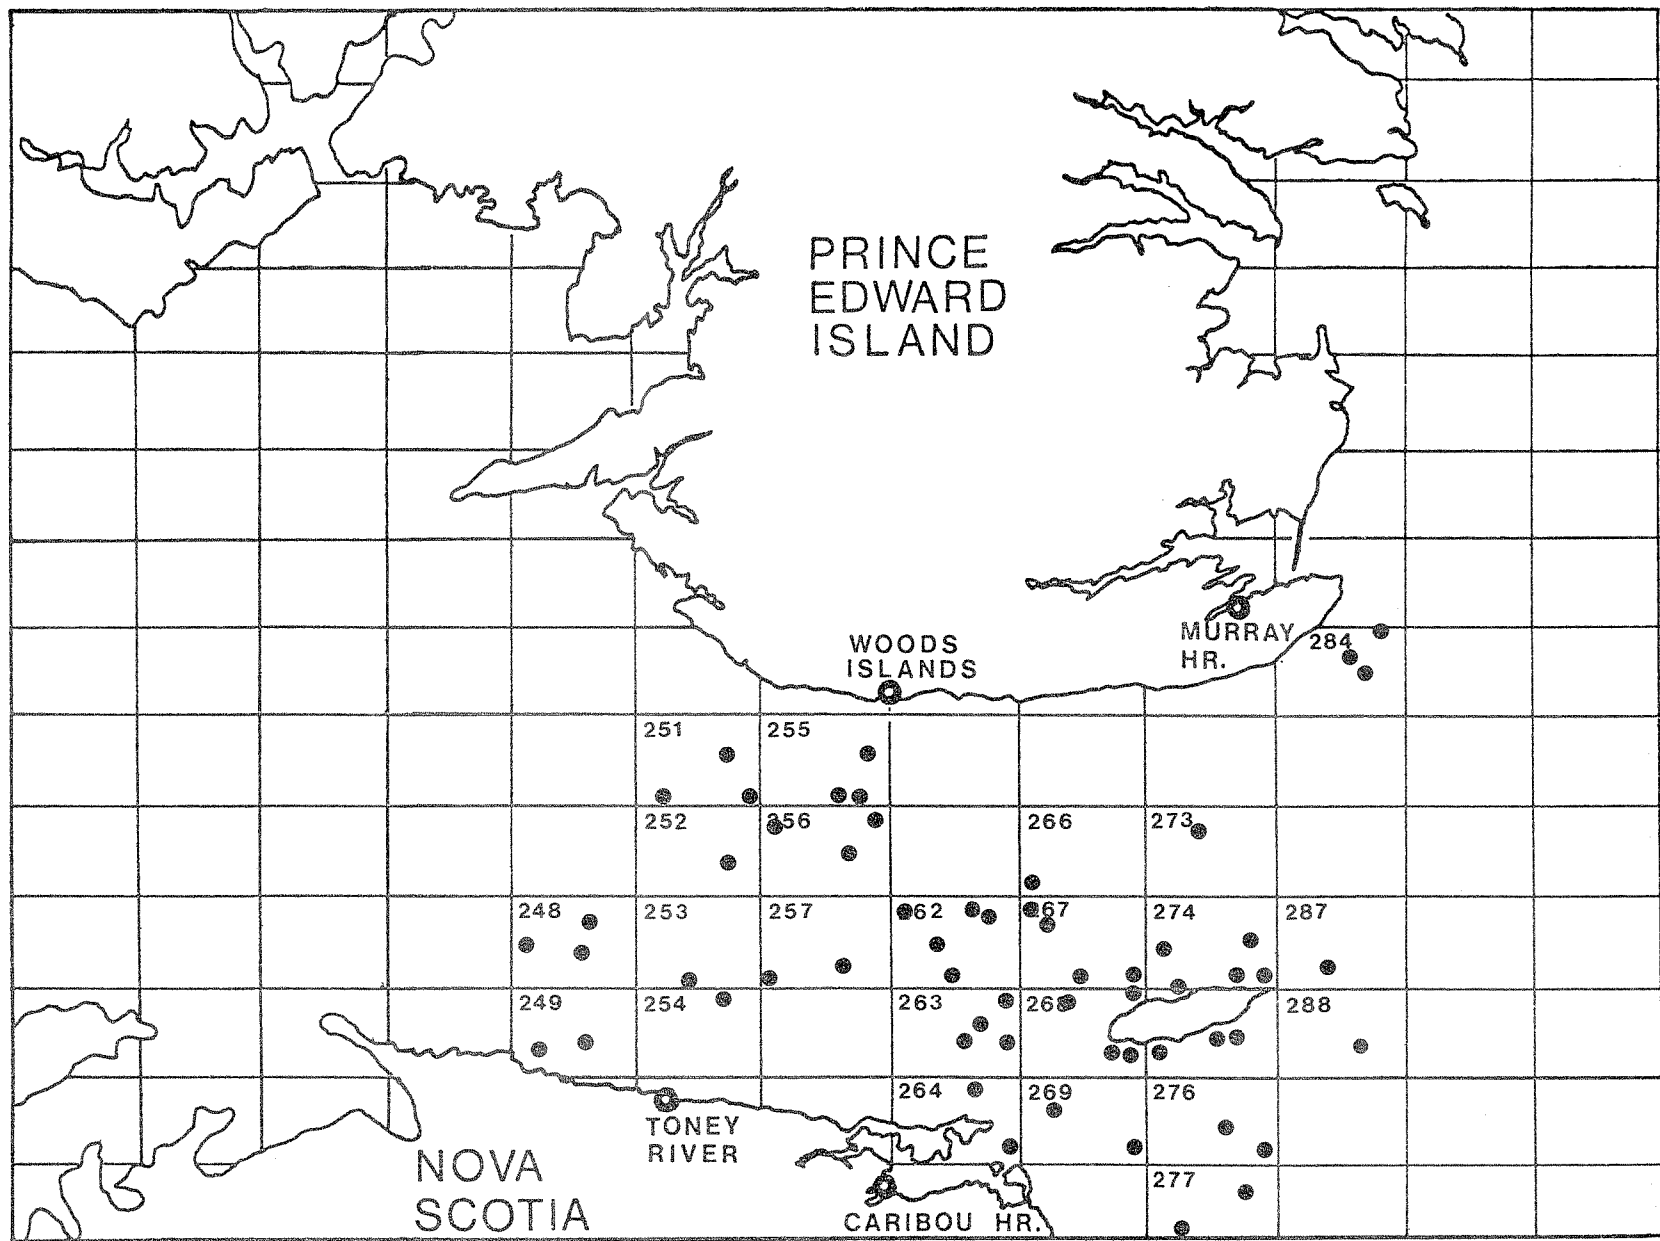 PRINCE
EDWARD
ISLAND
MURRAY
HR.
284
WOODS
ISLANDS
251 255
252 256 266 273
248 253 257 262 267 274 287
249 254 263 268 288
264 269 276
TONEY
RIVER
NOVA
SCOTIA
277
CARIBOU HR.